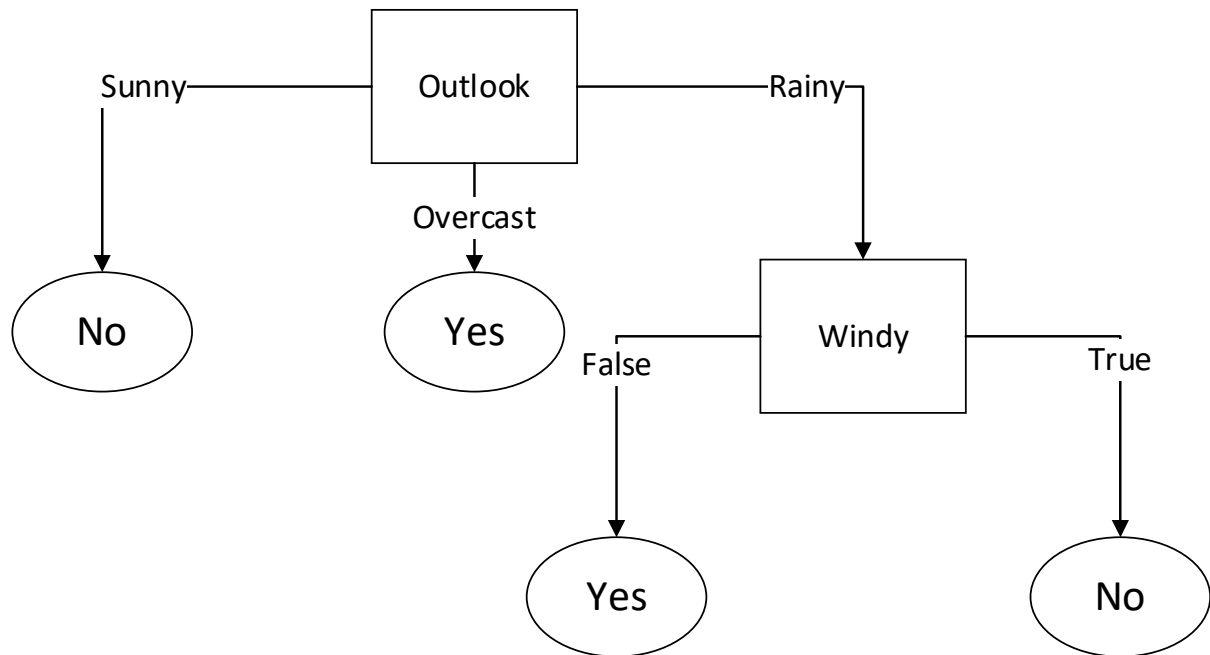 Sunny
Outlook
Rainy
Overcast
No
Yes
Windy
False
True
Yes
No